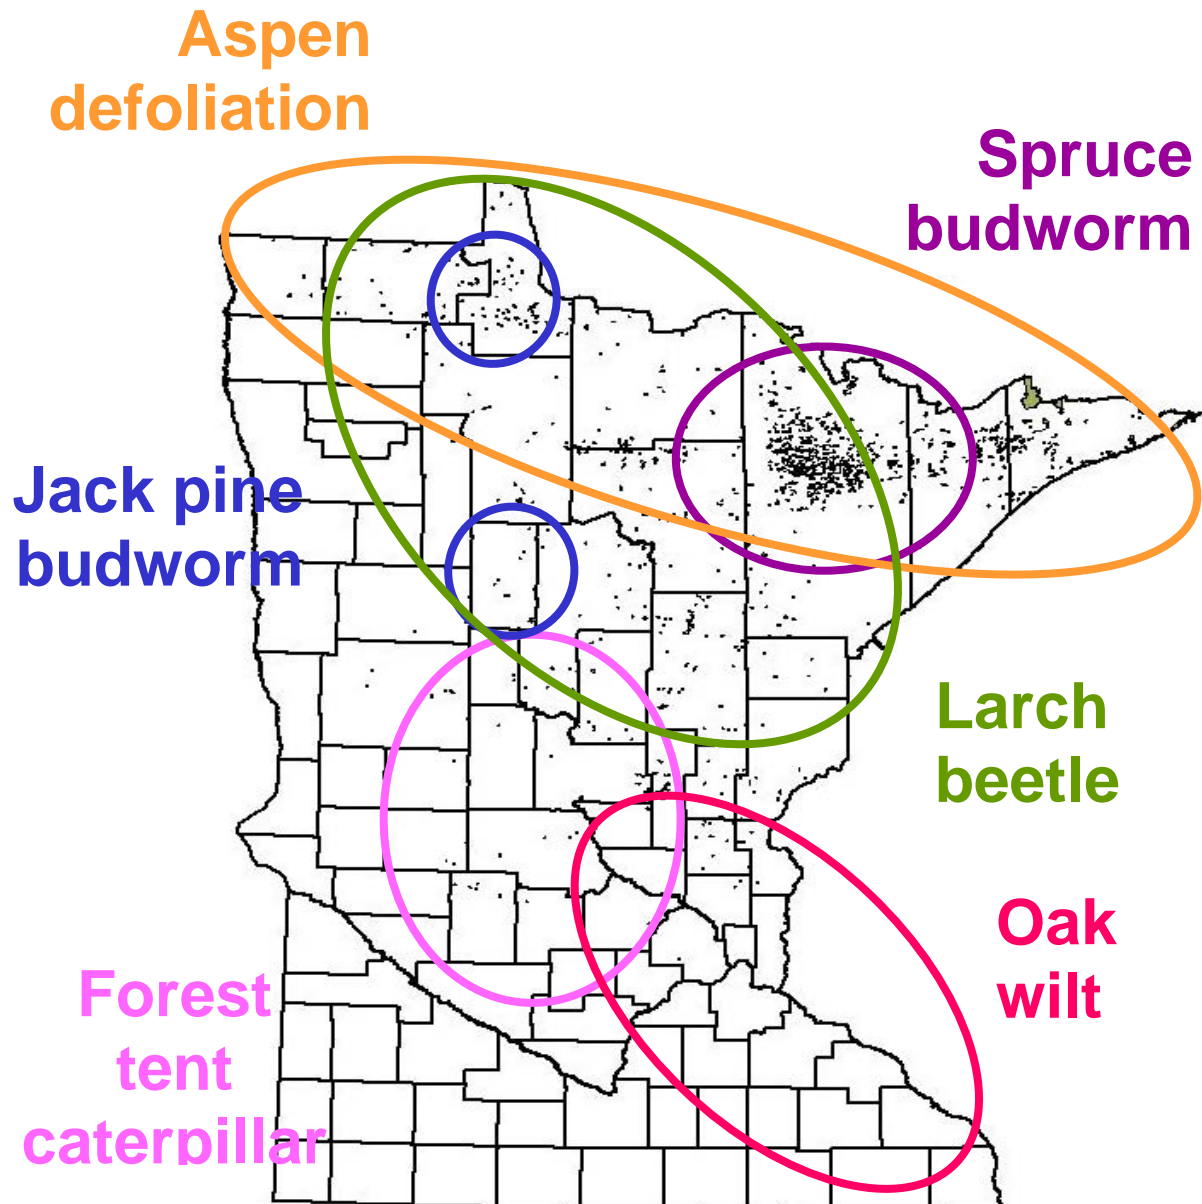 Aspen
defoliation
Spruce
budworm
Jack pine
budworm
Larch
beetle
Oak
wilt
Forest
tent
caterpillar